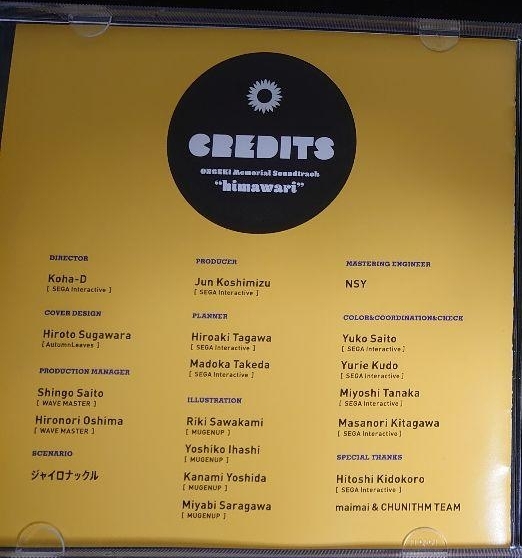 CREDITS
ONGEKI Memorial Soundtrack
"himawari"
DIRECTOR
Koha-D
[ SEGA Interactive ]
COVER DESIGN
Hiroto Sugawara
[AutumnLeaves ]
PRODUCTION MANAGER
Shingo Saito
[ WAVE MASTER ]
Hironori Oshima
[ WAVE MASTER ]
SCENARIO
ジャイロナックル
PRODUCER
Jun Koshimizu
[ SEGA Interactive ]
PLANNER
Hiroaki Tagawa
[ SEGA Interactive ]
Madoka Takeda
[ SEGA Interactive ]
ILLUSTRATION
Riki Sawakami
[ MUGENUP ]
Yoshiko Ihashi
[ MUGENUP ]
Kanami Yoshida
[ MUGENUP ]
Miyabi Saragawa
[ MUGENUP ]
MASTERING ENGINEER
NSY
COLOR&COORDINATION&CHECK
Yuko Saito
[ SEGA Interactive ]
Yurie Kudo
[ SEGA Interactive ]
Miyoshi Tanaka
[ SEGA Interactive ]
Masanori Kitagawa
[ SEGA Interactive ]
SPECIAL THANKS
Hitoshi Kidokoro
[ SEGA Interactive ]
maimai & CHUNITHM TEAM